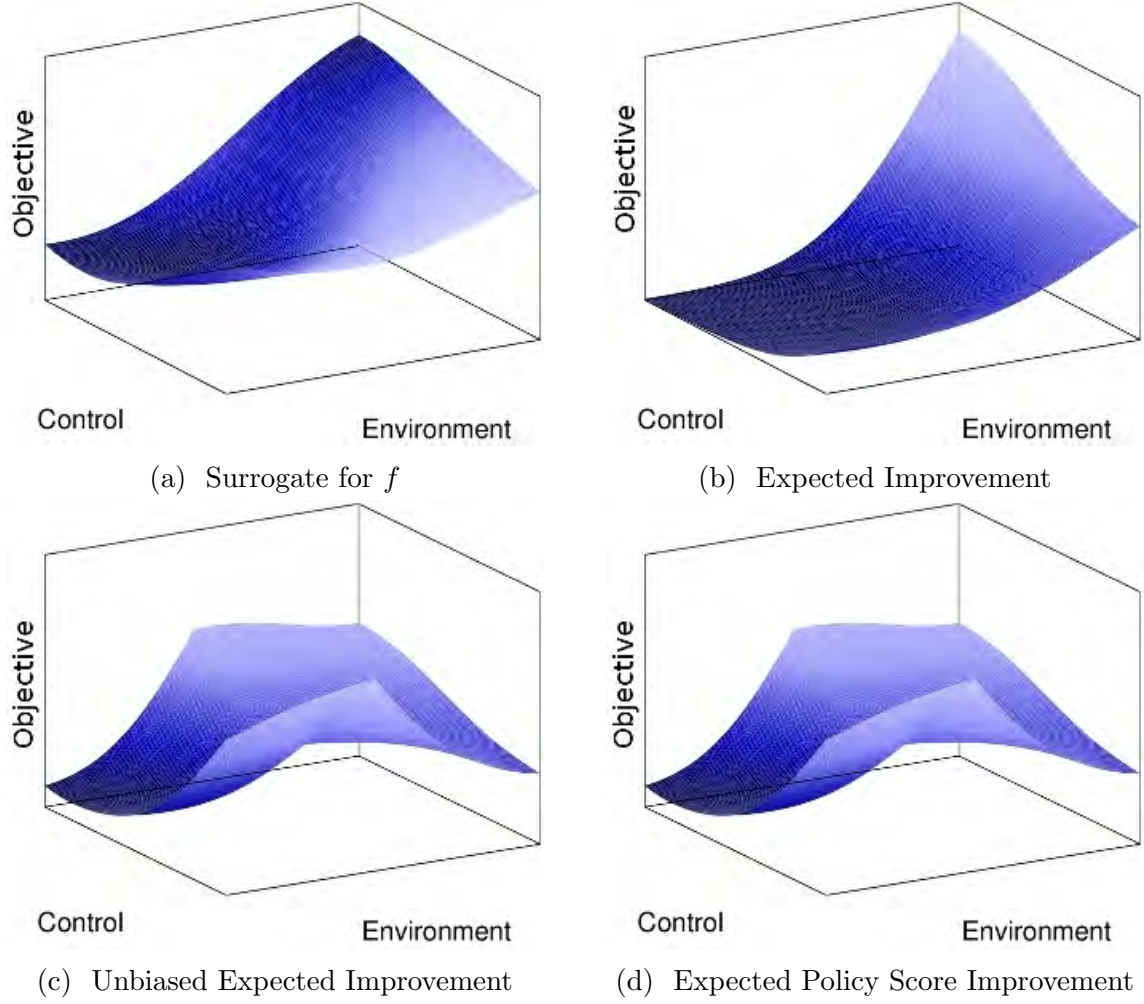 Objective
Control
Environment
(a) Surrogate for f
Objective
Control
Environment
(b) Expected Improvement
Objective
Control
Environment
(c) Unbiased Expected Improvement
Objective
Control
Environment
(d) Expected Policy Score Improvement